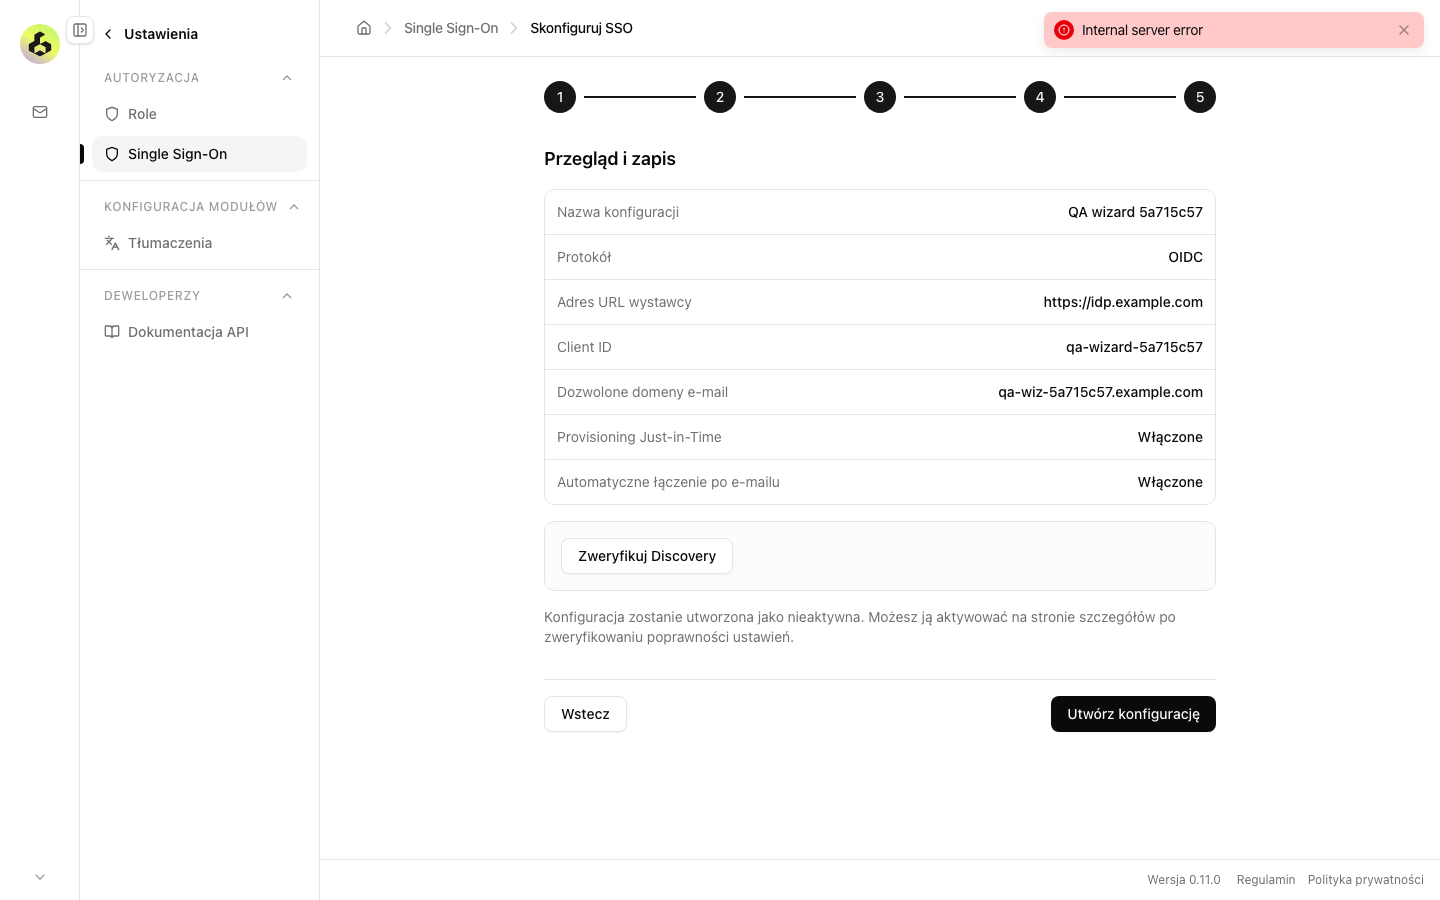 Ustawienia
AUTORYZACJA
Role
Single Sign-On
KONFIGURACJA MODUŁÓW
Tłumaczenia
DEWELOPERZY
Dokumentacja API
Single Sign-On
Skonfiguruj SSO
Internal server error
1
2
3
4
5
Przegląd i zapis
Nazwa konfiguracji QA wizard 5a715c57
Protokół OIDC
Adres URL wystawcy https://idp.example.com
Client ID qa-wizard-5a715c57
Dozwolone domeny e-mail qa-wiz-5a715c57.example.com
Provisioning Just-in-Time Włączone
Automatyczne łączenie po e-mailu Włączone
Zweryfikuj Discovery
Konfiguracja zostanie utworzona jako nieaktywna. Możesz ją aktywować na stronie szczegółów po
zweryfikowaniu poprawności ustawień.
Wstecz
Utwórz konfigurację
Wersja 0.11.0 Regulamin Polityka prywatności